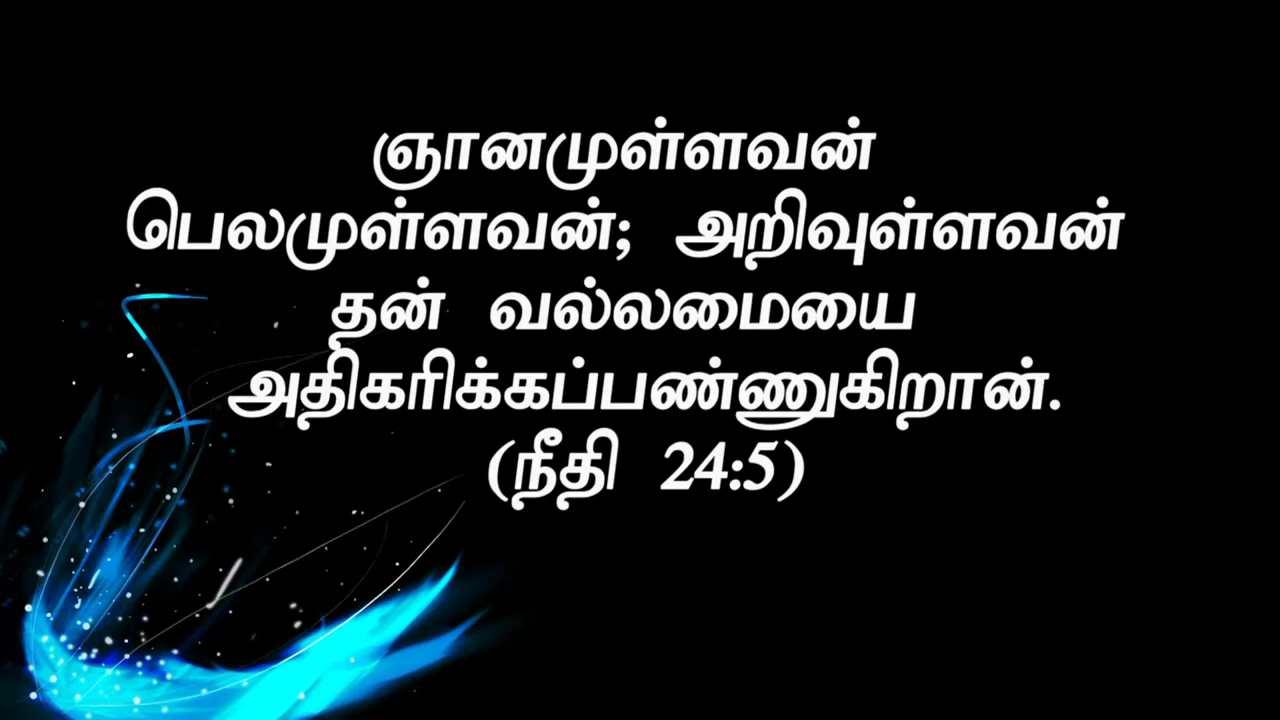 ஞானமுள்ளவன்
பெலமுள்ளவன்; அறிவுள்ளவன்
தன் வல்லமையை
அதிகரிக்கப்பண்ணுகிறான்.
(நீதி 24:5)